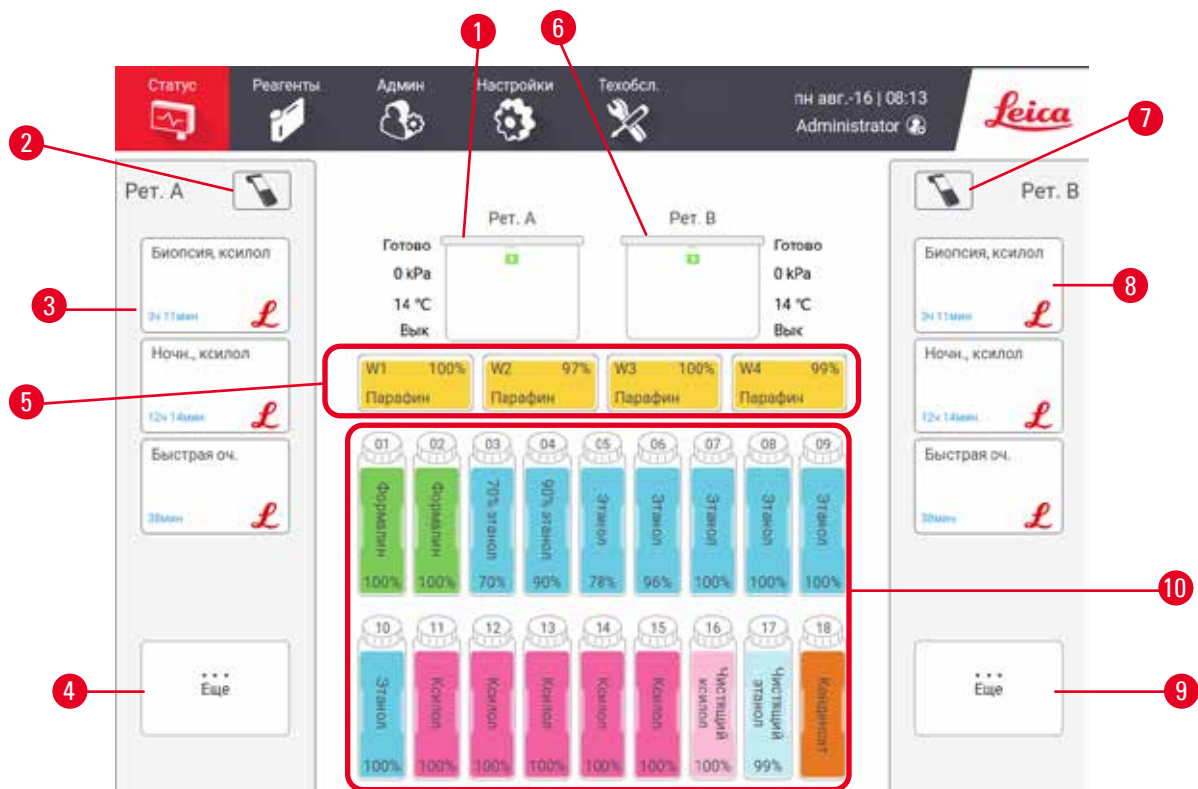 1
6
Статус
Реагенты
Админ
Настройки
Техобсл.
пн авг.-16 | 08:13
Administrator
Leica
2
7
Рет. A
Рет. B
Рет. A
Рет. B
Готово
0 kPa
14 °C
Вык
Готово
0 kPa
14 °C
Вык
3
Биопсия, ксилол
3ч 11мин
Ночн., ксилол
12ч 14мин
Быстрая оч.
38мин
8
Биопсия, ксилол
3ч 11мин
Ночн., ксилол
12ч 14мин
Быстрая оч.
38мин
5
W1 100%
Парафин
W2 97%
Парафин
W3 100%
Парафин
W4 99%
Парафин
01
Формалин
100%
02
Формалин
100%
03
70% этанол
70%
04
90% этанол
90%
05
Этанол
78%
06
Этанол
96%
07
Этанол
100%
08
Этанол
100%
09
Этанол
100%
10
10
Этанол
100%
11
Ксилол
100%
12
Ксилол
100%
13
Ксилол
100%
14
Ксилол
100%
15
Ксилол
100%
16
Чистящий
ксилол
100%
17
Чистящий
этанол
99%
18
Конденсат
4
...
Еще
...
Еще
9